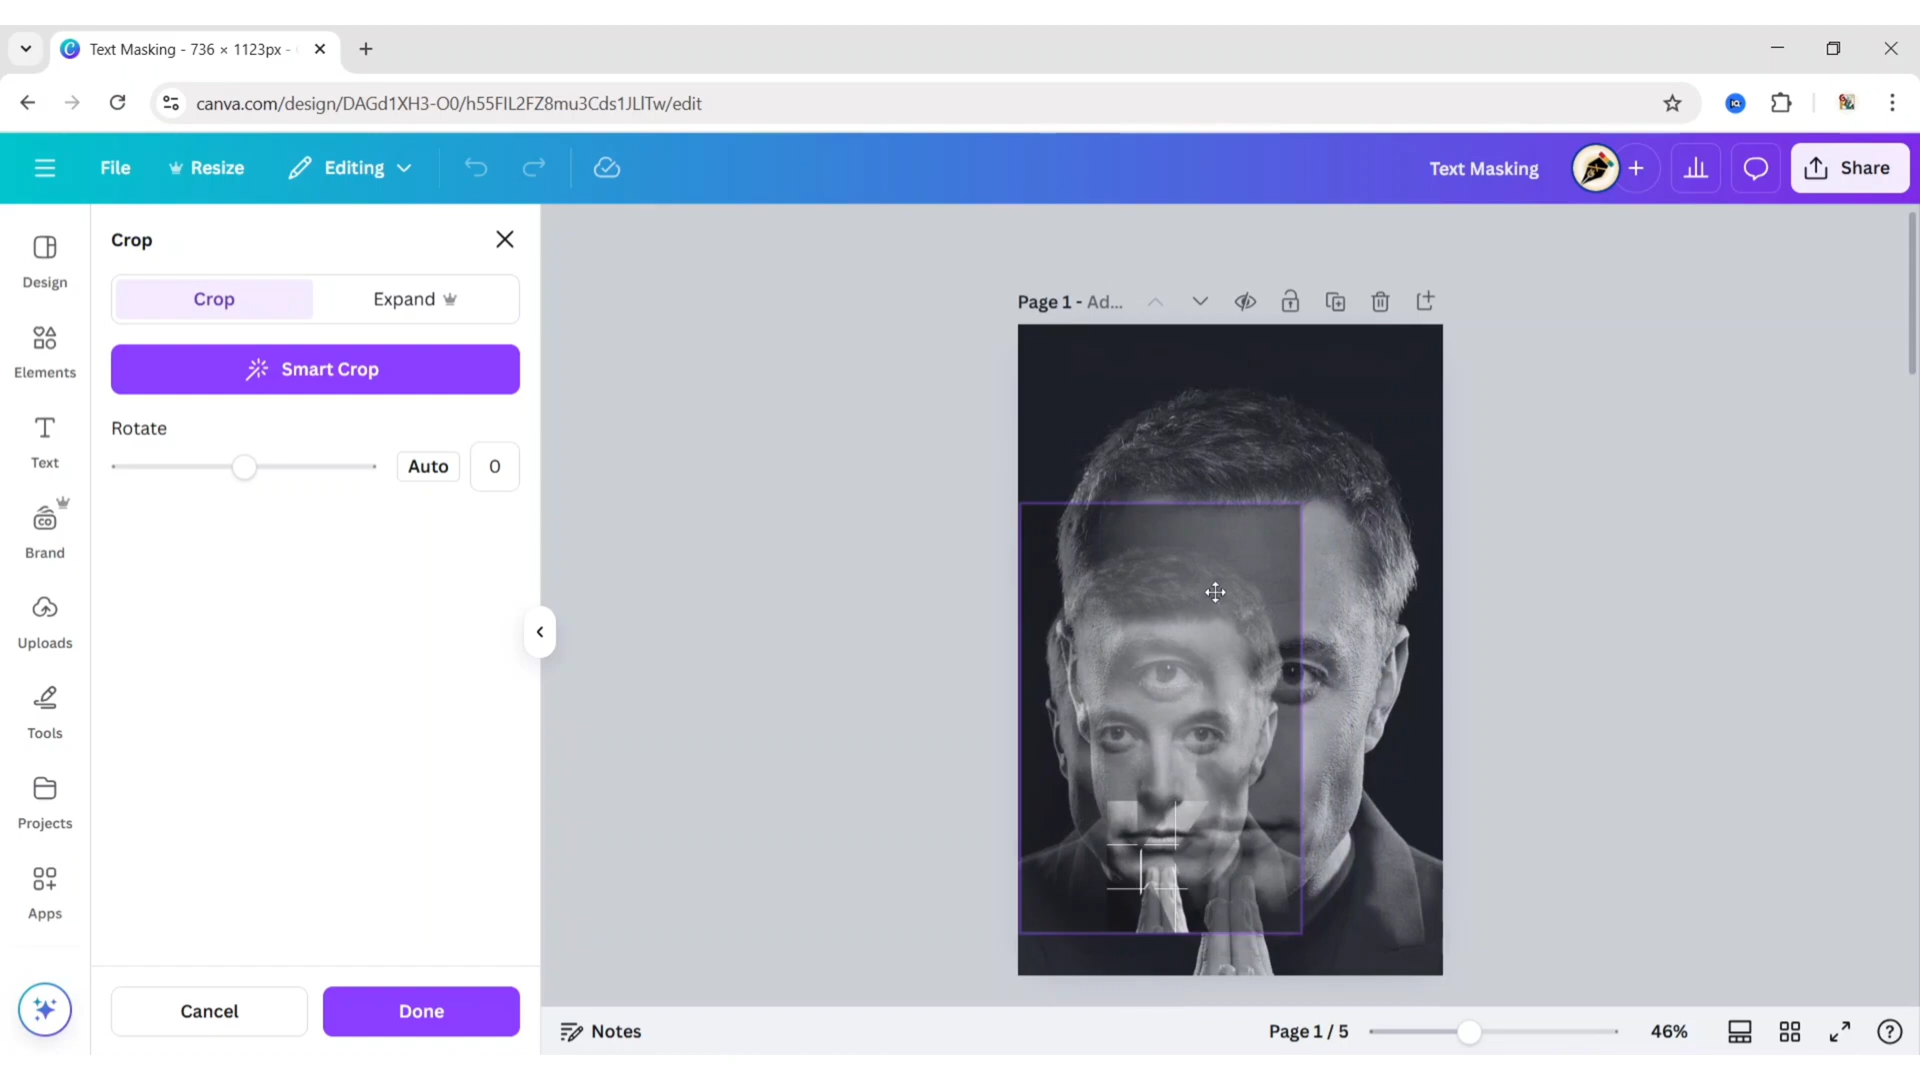 Text Masking - 736 × 1123px -
canva.com/design/DAGd1XH3-O0/h55FIL2FZ8mu3Cds1JLlTw/edit
File
Resize
Editing
Text Masking
Share
Design
Elements
Text
Brand
Uploads
Tools
Projects
Apps
Crop
Crop
Expand
Smart Crop
Rotate
Auto
0
Cancel
Done
Page 1 - Ad...
Notes
Page 1 / 5
46%